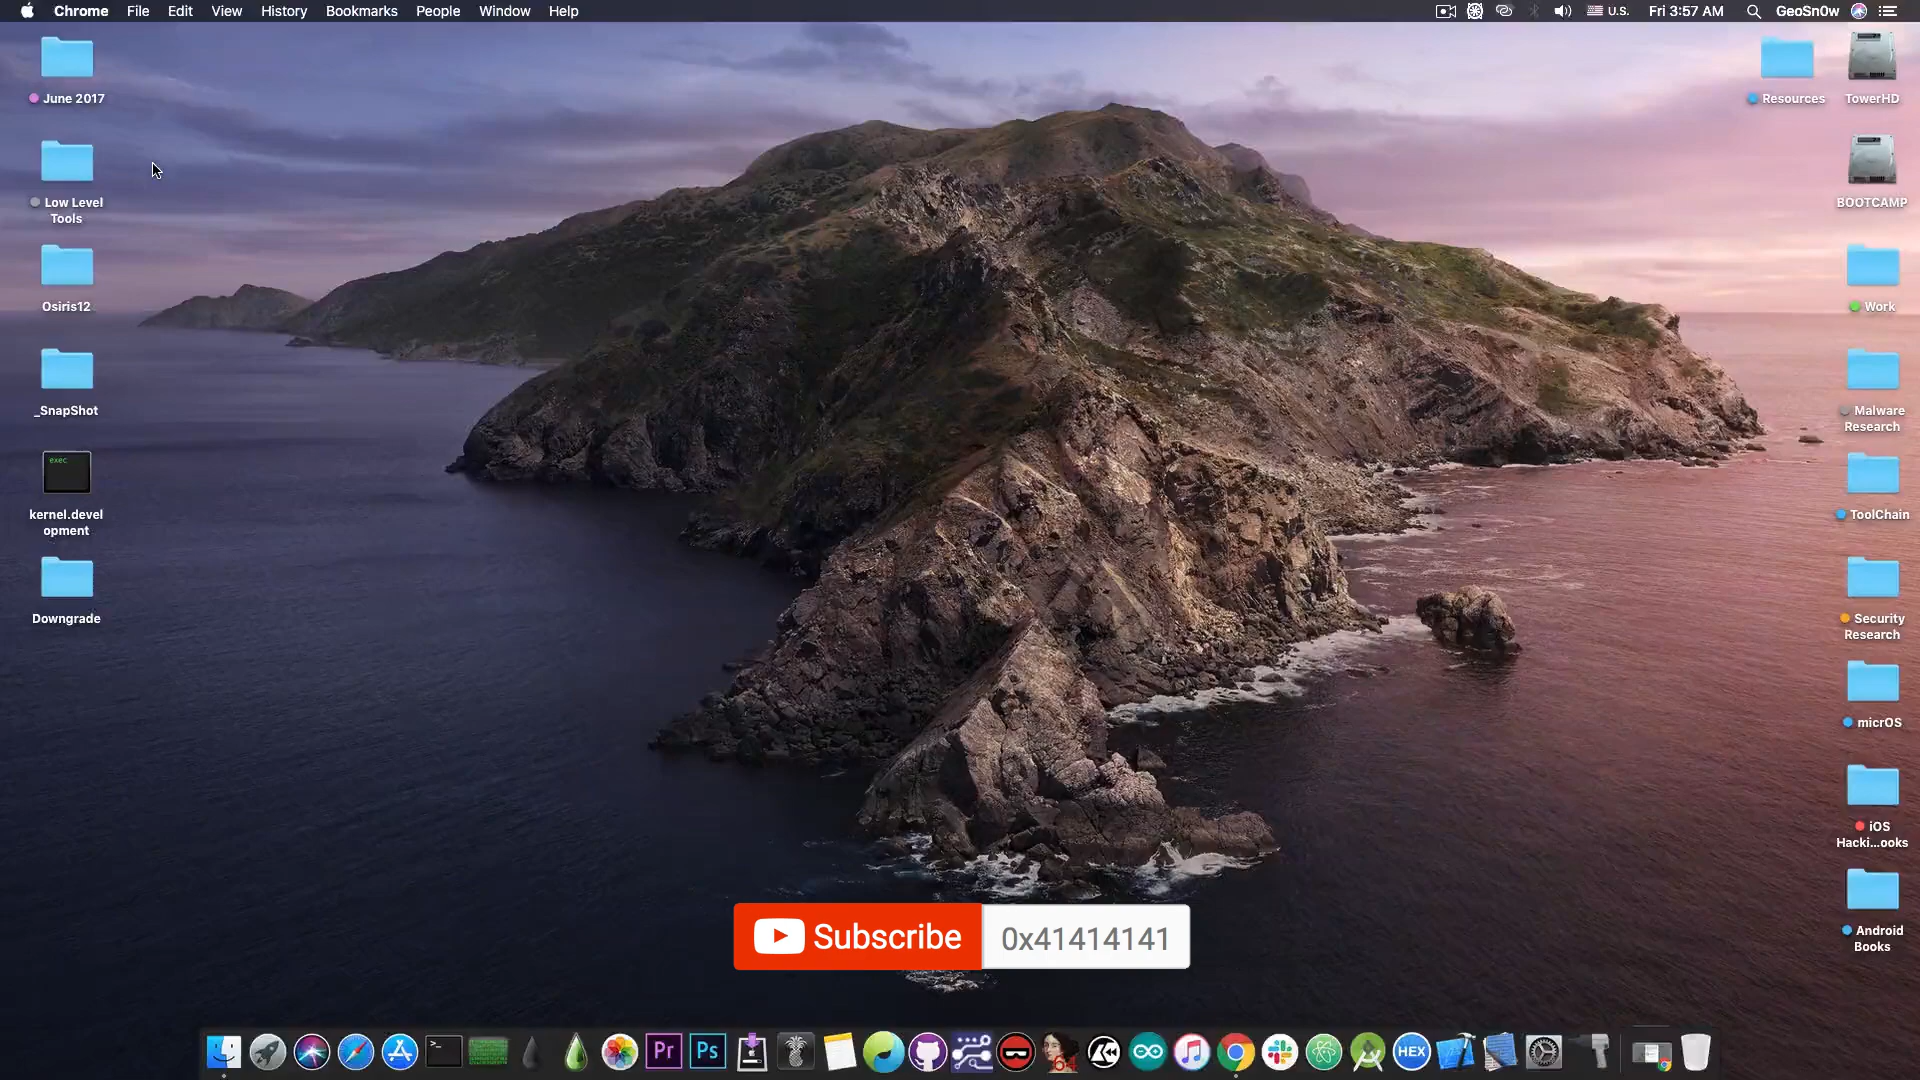 Chrome File Edit View History Bookmarks People Window Help
U.S. Fri 3:57 AM GeoSn0w
June 2017
Low Level
Tools
Osiris12
_SnapShot
exec
kernel.devel
opment
Downgrade
Resources
TowerHD
BOOTCAMP
Work
Malware
Research
ToolChain
Security
Research
micrOS
iOS
Hacki...ooks
Android
Books
Subscribe 0x41414141
>_
Pr
Ps
64
HEX